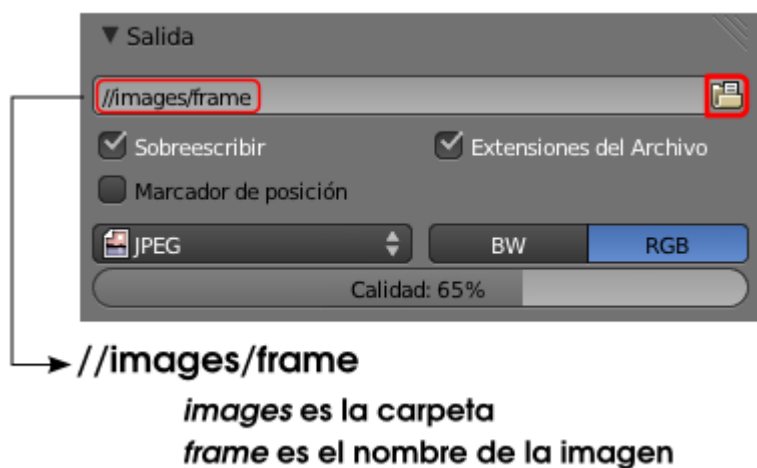 Salida
//images/frame
Sobreescribir
Extensiones del Archivo
Marcador de posición
JPEG
BW
RGB
Calidad: 65%
//images/frame
images es la carpeta
frame es el nombre de la imagen